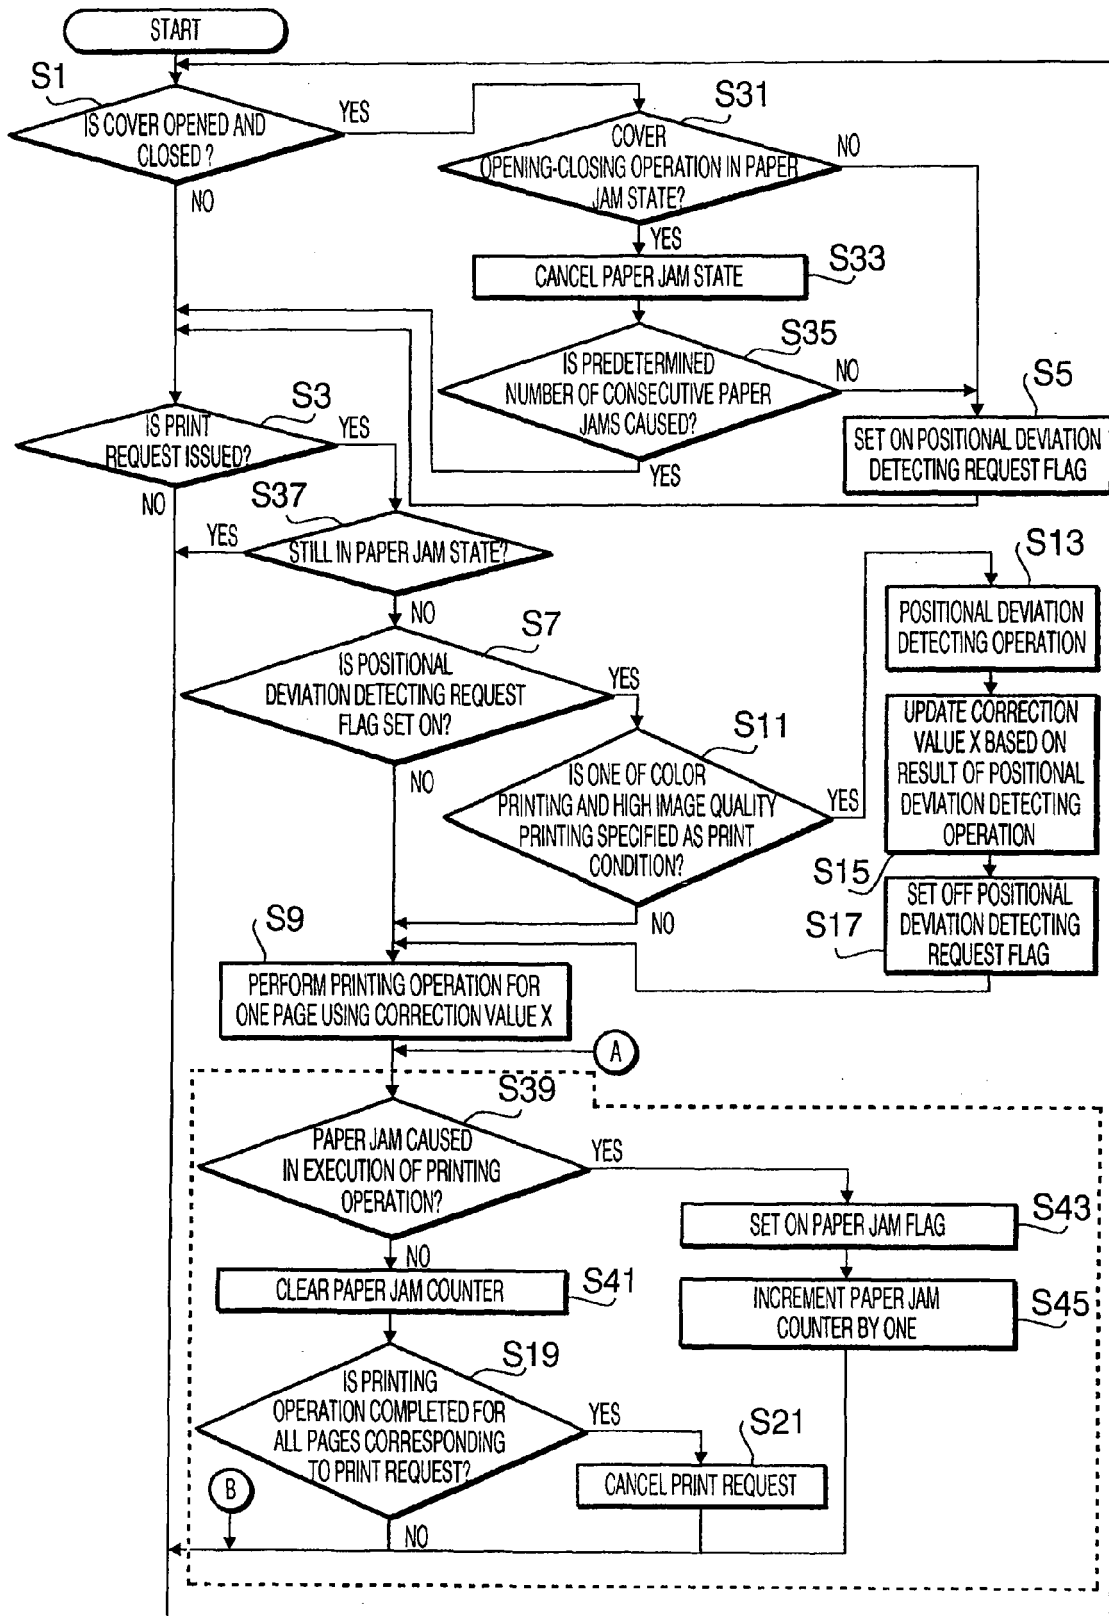 START
S1
IS COVER OPENED AND
CLOSED ?
YES
NO
S31
COVER
OPENING-CLOSING OPERATION IN PAPER
JAM STATE?
NO
YES
S33
CANCEL PAPER JAM STATE
S35
IS PREDETERMINED
NUMBER OF CONSECUTIVE PAPER
JAMS CAUSED?
NO
YES
S5
SET ON POSITIONAL DEVIATION
DETECTING REQUEST FLAG
S3
IS PRINT
REQUEST ISSUED?
YES
NO
S37
STILL IN PAPER JAM STATE?
YES
NO
S7
IS POSITIONAL
DEVIATION DETECTING REQUEST
FLAG SET ON?
YES
NO
S11
IS ONE OF COLOR
PRINTING AND HIGH IMAGE QUALITY
PRINTING SPECIFIED AS PRINT
CONDITION?
YES
NO
S13
POSITIONAL DEVIATION
DETECTING OPERATION
UPDATE CORRECTION
VALUE X BASED ON
RESULT OF POSITIONAL
DEVIATION DETECTING
OPERATION
S15
SET OFF POSITIONAL
DEVIATION DETECTING
REQUEST FLAG
S17
S9
PERFORM PRINTING OPERATION FOR
ONE PAGE USING CORRECTION VALUE X
A
S39
PAPER JAM CAUSED
IN EXECUTION OF PRINTING
OPERATION?
YES
NO
S43
SET ON PAPER JAM FLAG
S41
CLEAR PAPER JAM COUNTER
S45
INCREMENT PAPER JAM
COUNTER BY ONE
S19
IS PRINTING
OPERATION COMPLETED FOR
ALL PAGES CORRESPONDING
TO PRINT REQUEST?
YES
NO
S21
CANCEL PRINT REQUEST
B